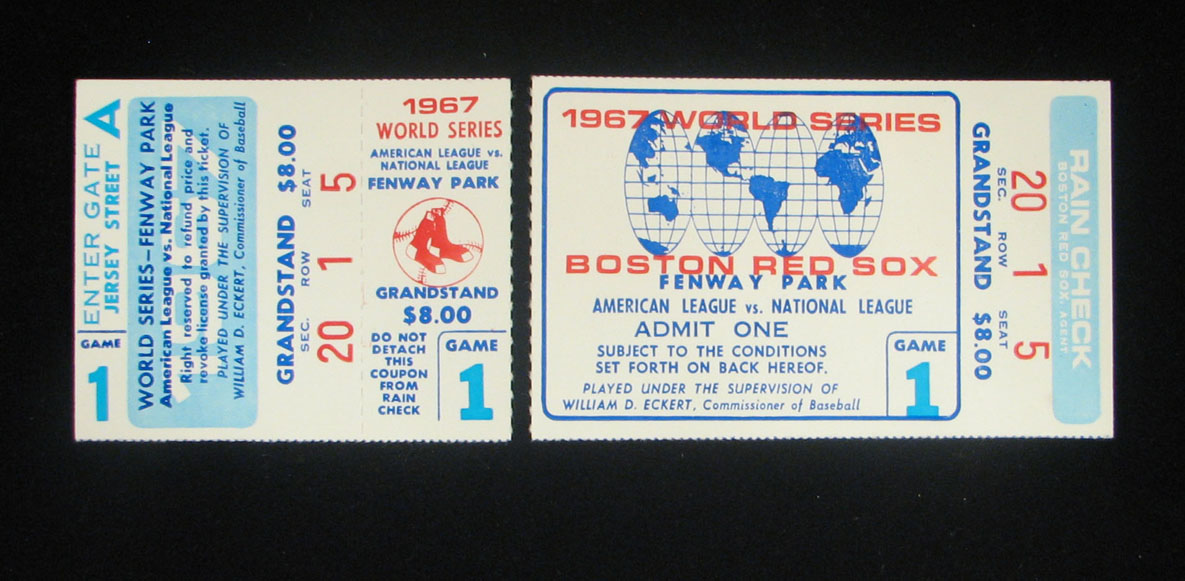 ENTER GATE
JERSEY STREET
A
GAME
1
WORLD SERIES-FENWAY PARK
American League vs. National League
Right reserved to refund price and
revoke license granted by this ticket.
PLAYED UNDER THE SUPERVISION OF
WILLIAM D. ECKERT, Commissioner of Baseball
GRANDSTAND $8.00
SEC. ROW SEAT
20 1 5
1967
WORLD SERIES
AMERICAN LEAGUE vs.
NATIONAL LEAGUE
FENWAY PARK
GRANDSTAND
$8.00
DO NOT
DETACH
THIS
COUPON
FROM
RAIN
CHECK
GAME
1
1967 WORLD SERIES
BOSTON RED SOX
FENWAY PARK
AMERICAN LEAGUE vs. NATIONAL LEAGUE
ADMIT ONE
SUBJECT TO THE CONDITIONS
SET FORTH ON BACK HEREOF.
PLAYED UNDER THE SUPERVISION OF
WILLIAM D. ECKERT, Commissioner of Baseball
GAME
1
GRANDSTAND $8.00
SEC. ROW SEAT
20 1 5
RAIN CHECK
BOSTON RED SOX, AGENT